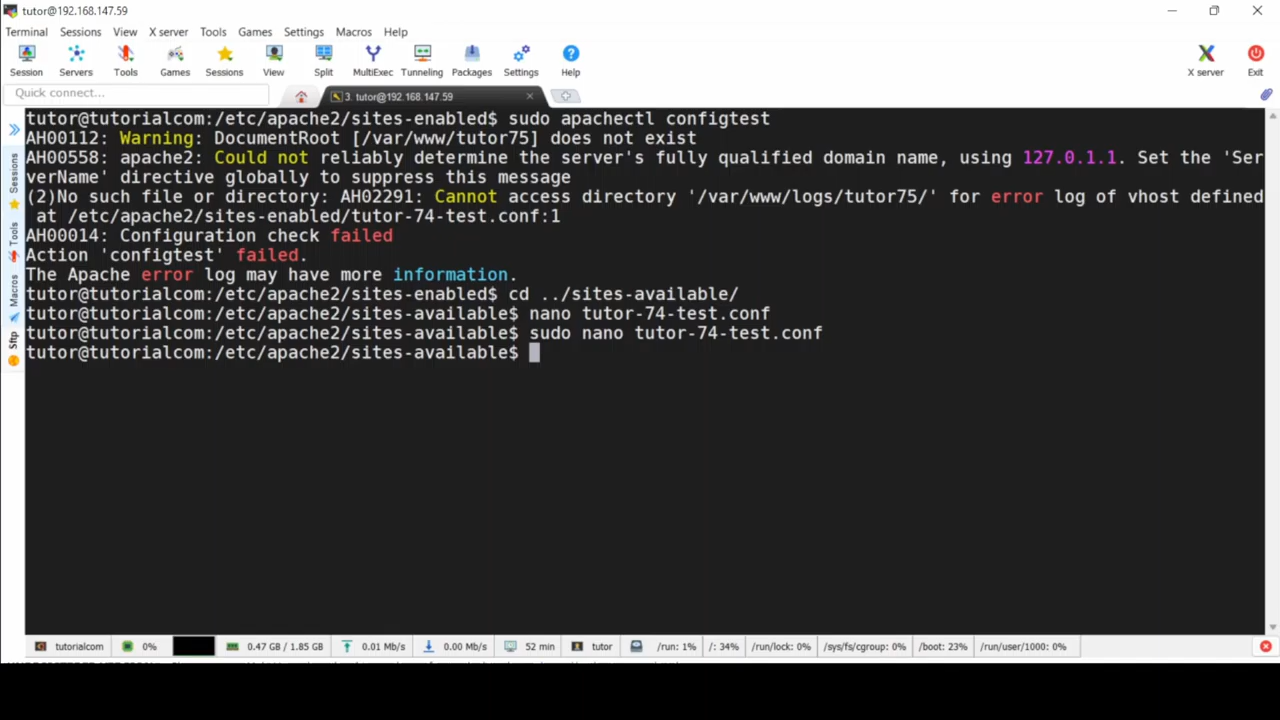 tutor@192.168.147.59
Terminal Sessions View X server Tools Games Settings Macros Help
Session Servers Tools Games Sessions View Split MultiExec Tunneling Packages Settings Help X server Exit
Quick connect...
3. tutor@192.168.147.59
Sessions
Tools
Macros
Sftp
tutor@tutorialcom:/etc/apache2/sites-enabled$ sudo apachectl configtest
AH00112: Warning: DocumentRoot [/var/www/tutor75] does not exist
AH00558: apache2: Could not reliably determine the server's fully qualified domain name, using 127.0.1.1. Set the 'Ser
verName' directive globally to suppress this message
(2)No such file or directory: AH02291: Cannot access directory '/var/www/logs/tutor75/' for error log of vhost defined
at /etc/apache2/sites-enabled/tutor-74-test.conf:1
AH00014: Configuration check failed
Action 'configtest' failed.
The Apache error log may have more information.
tutor@tutorialcom:/etc/apache2/sites-enabled$ cd ../sites-available/
tutor@tutorialcom:/etc/apache2/sites-available$ nano tutor-74-test.conf
tutor@tutorialcom:/etc/apache2/sites-available$ sudo nano tutor-74-test.conf
tutor@tutorialcom:/etc/apache2/sites-available$
tutorialcom 0% 0.47 GB / 1.85 GB 0.01 Mb/s 0.00 Mb/s 52 min tutor /run: 1% /: 34% /run/lock: 0% /sys/fs/cgroup: 0% /boot: 23% /run/user/1000: 0%